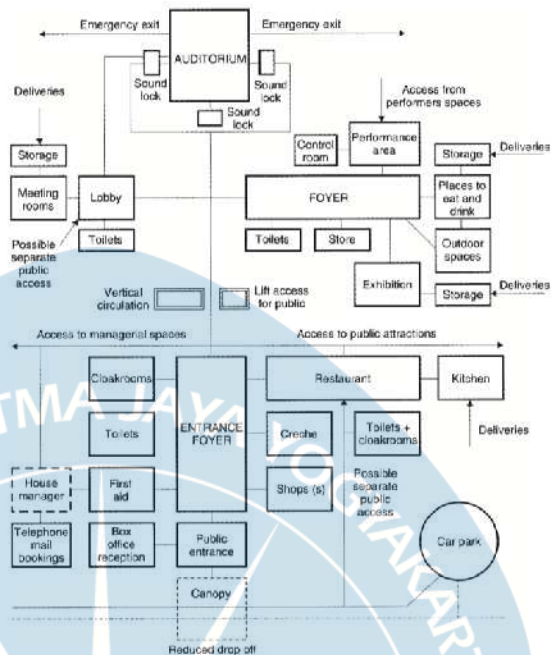 Emergency exit
Emergency exit
AUDITORIUM
Sound
lock
Sound
lock
Sound
lock
Deliveries
Access from
performers spaces
Control
room
Performance
area
Storage
Deliveries
Storage
Meeting
rooms
Lobby
FOYER
Places to
eat and
drink
Toilets
Toilets
Store
Outdoor
spaces
Possible
separate
public
access
Exhibition
Storage
Deliveries
Vertical
circulation
Lift access
for public
Access to managerial spaces
Access to public attractions
Cloakrooms
ENTRANCE
FOYER
Restaurant
Kitchen
Toilets
Creche
Toilets +
cloakrooms
Deliveries
House
manager
First
aid
Shops (s)
Possible
separate
public
access
Telephone
mail
bookings
Box
office
reception
Public
entrance
Car park
Canopy
Reduced drop off
TMA JAYA YOGYAKART